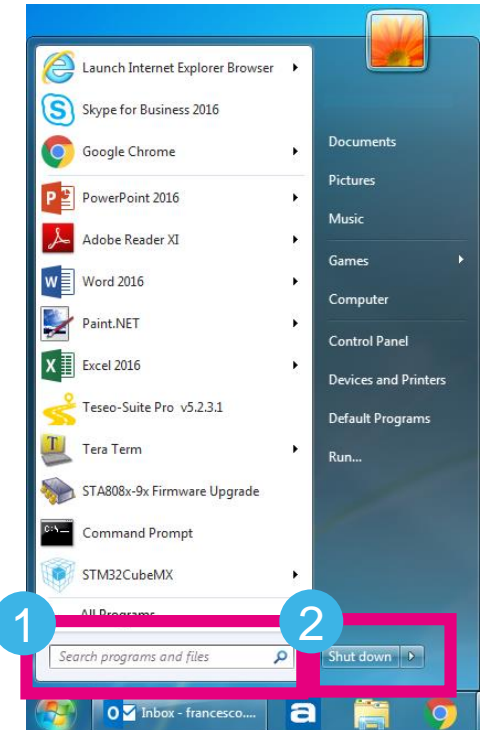 Launch Internet Explorer Browser
Skype for Business 2016
Google Chrome
PowerPoint 2016
Adobe Reader XI
Word 2016
Paint.NET
Excel 2016
Teseo-Suite Pro v5.2.3.1
Tera Term
STA808x-9x Firmware Upgrade
Command Prompt
STM32CubeMX
All Programs
1
Search programs and files
Documents
Pictures
Music
Games
Computer
Control Panel
Devices and Printers
Default Programs
Run...
2
Shut down
Inbox - francesco....